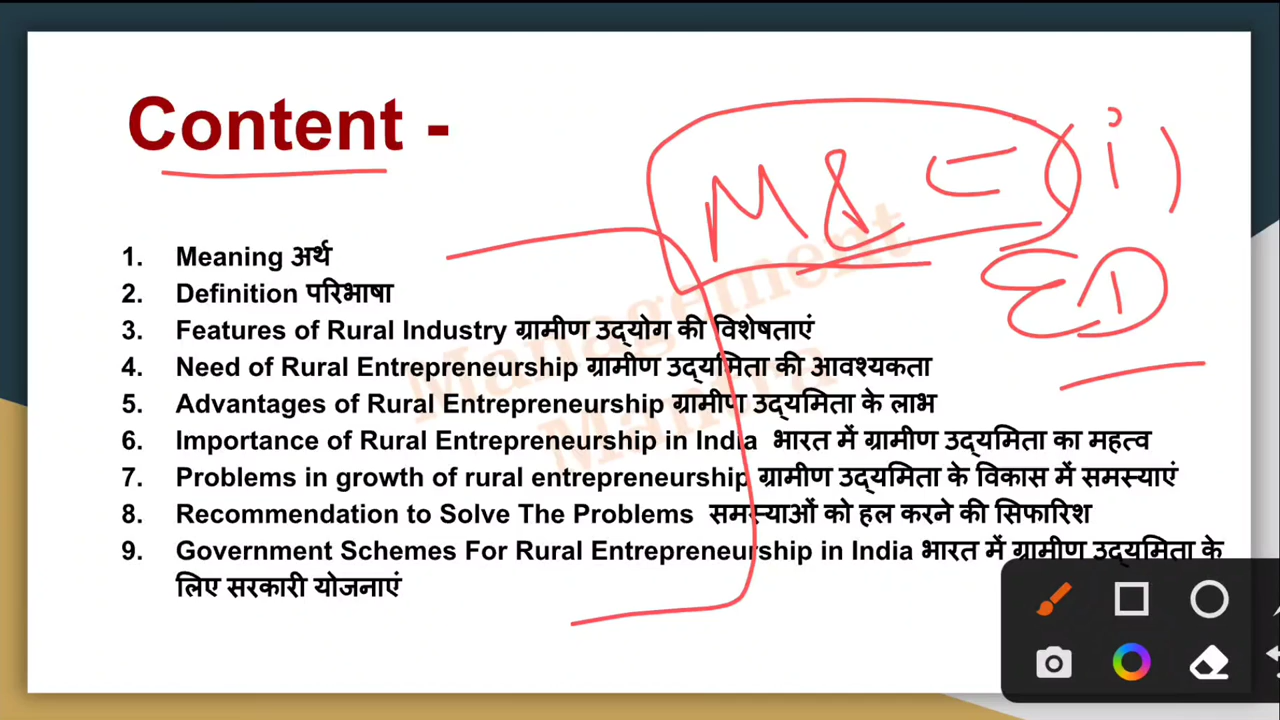 Content -
M & E (i)
ED
1. Meaning अर्थ
2. Definition परिभाषा
3. Features of Rural Industry ग्रामीण उद्योग की विशेषताएं
4. Need of Rural Entrepreneurship ग्रामीण उद्यमिता की आवश्यकता
5. Advantages of Rural Entrepreneurship ग्रामीण उद्यमिता के लाभ
6. Importance of Rural Entrepreneurship in India भारत में ग्रामीण उद्यमिता का महत्व
7. Problems in growth of rural entrepreneurship ग्रामीण उद्यमिता के विकास में समस्याएं
8. Recommendation to Solve The Problems समस्याओं को हल करने की सिफारिश
9. Government Schemes For Rural Entrepreneurship in India भारत में ग्रामीण उद्यमिता के
लिए सरकारी योजनाएं
Management
Mantra